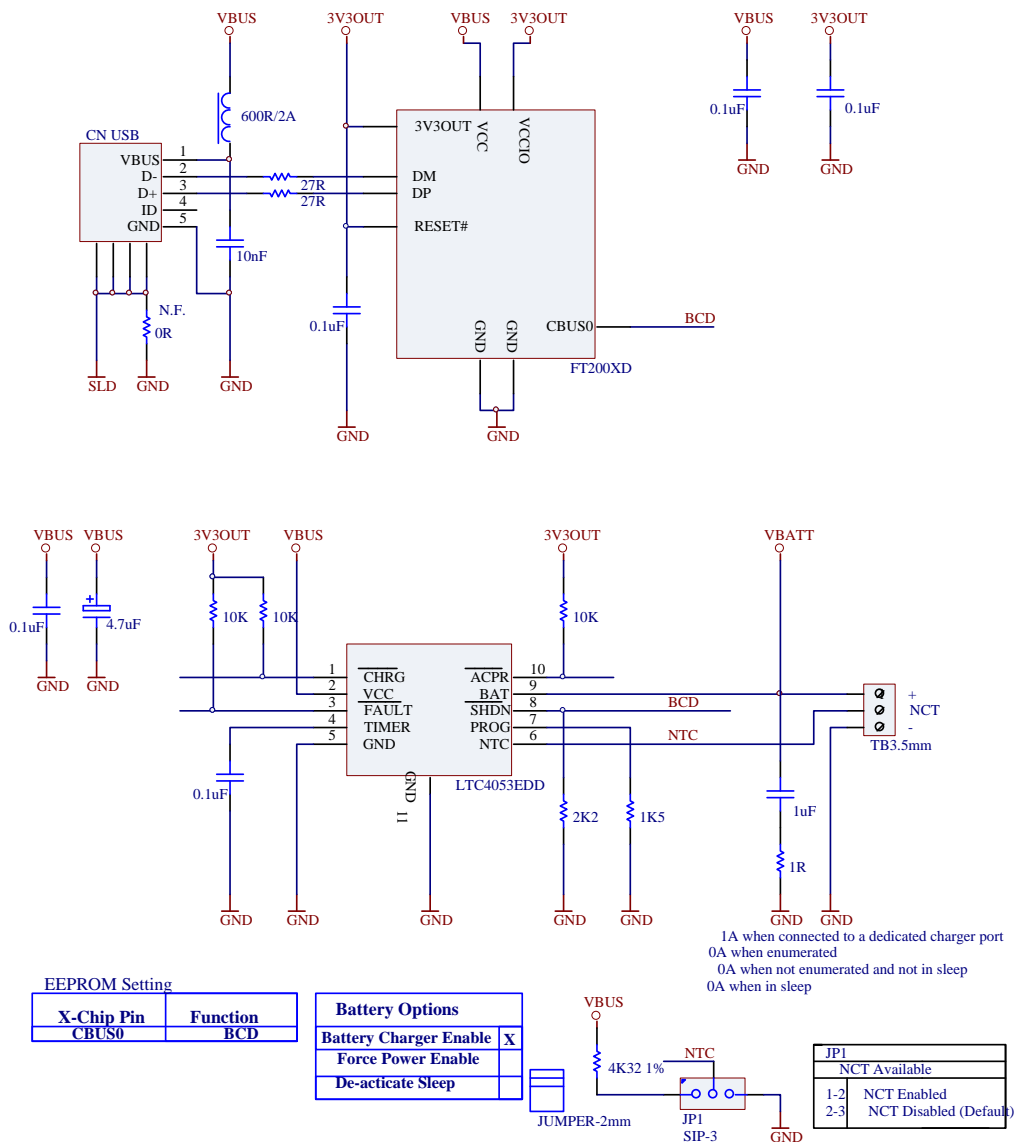 VBUS
3V3OUT
VBUS
3V3OUT
VBUS
3V3OUT
600R/2A
0.1uF
0.1uF
CN USB
3V3OUT
VCC
VCCIO
VBUS
1
D-
2
D+
3
ID
4
GND
5
27R
27R
DM
DP
RESET#
GND
GND
10nF
N.F.
0R
0.1uF
GND
GND
CBUS0
BCD
FT200XD
SLD
GND
GND
GND
GND
VBUS
VBUS
3V3OUT
VBUS
3V3OUT
VBATT
0.1uF
4.7uF
10K
10K
10K
GND
GND
1
CHRG
ACPR
10
2
VCC
BAT
9
3
FAULT
SHDN
8
BCD
4
TIMER
PROG
7
5
GND
NTC
6
NTC
+
NCT
-
TB3.5mm
0.1uF
GND
11
LTC4053EDD
2K2
1K5
1uF
1R
GND
GND
GND
GND
GND
GND
GND
1A when connected to a dedicated charger port
0A when enumerated
0A when not enumerated and not in sleep
0A when in sleep
EEPROM Setting
X-Chip Pin Function
CBUS0 BCD
Battery Options
Battery Charger Enable X
Force Power Enable
De-acticate Sleep
JUMPER-2mm
VBUS
4K32 1%
NTC
JP1
SIP-3
GND
JP1
NCT Available
1-2 NCT Enabled
2-3 NCT Disabled (Default)